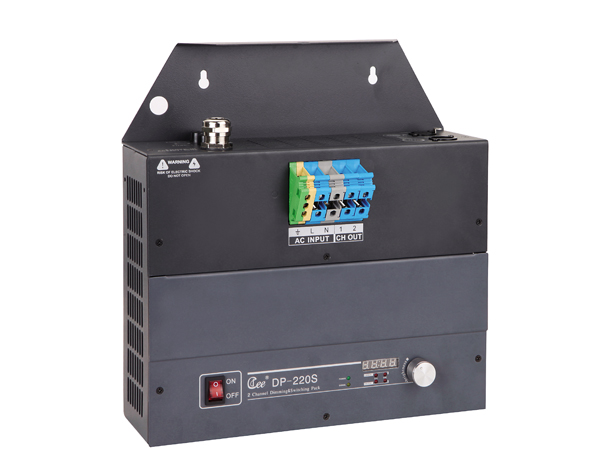 WARNING
RISK OF ELECTRIC SHOCK
DO NOT OPEN
L N 1 2
AC INPUT CH OUT
ON
OFF
DP-220S
2 Channel Dimming&Switching Pack